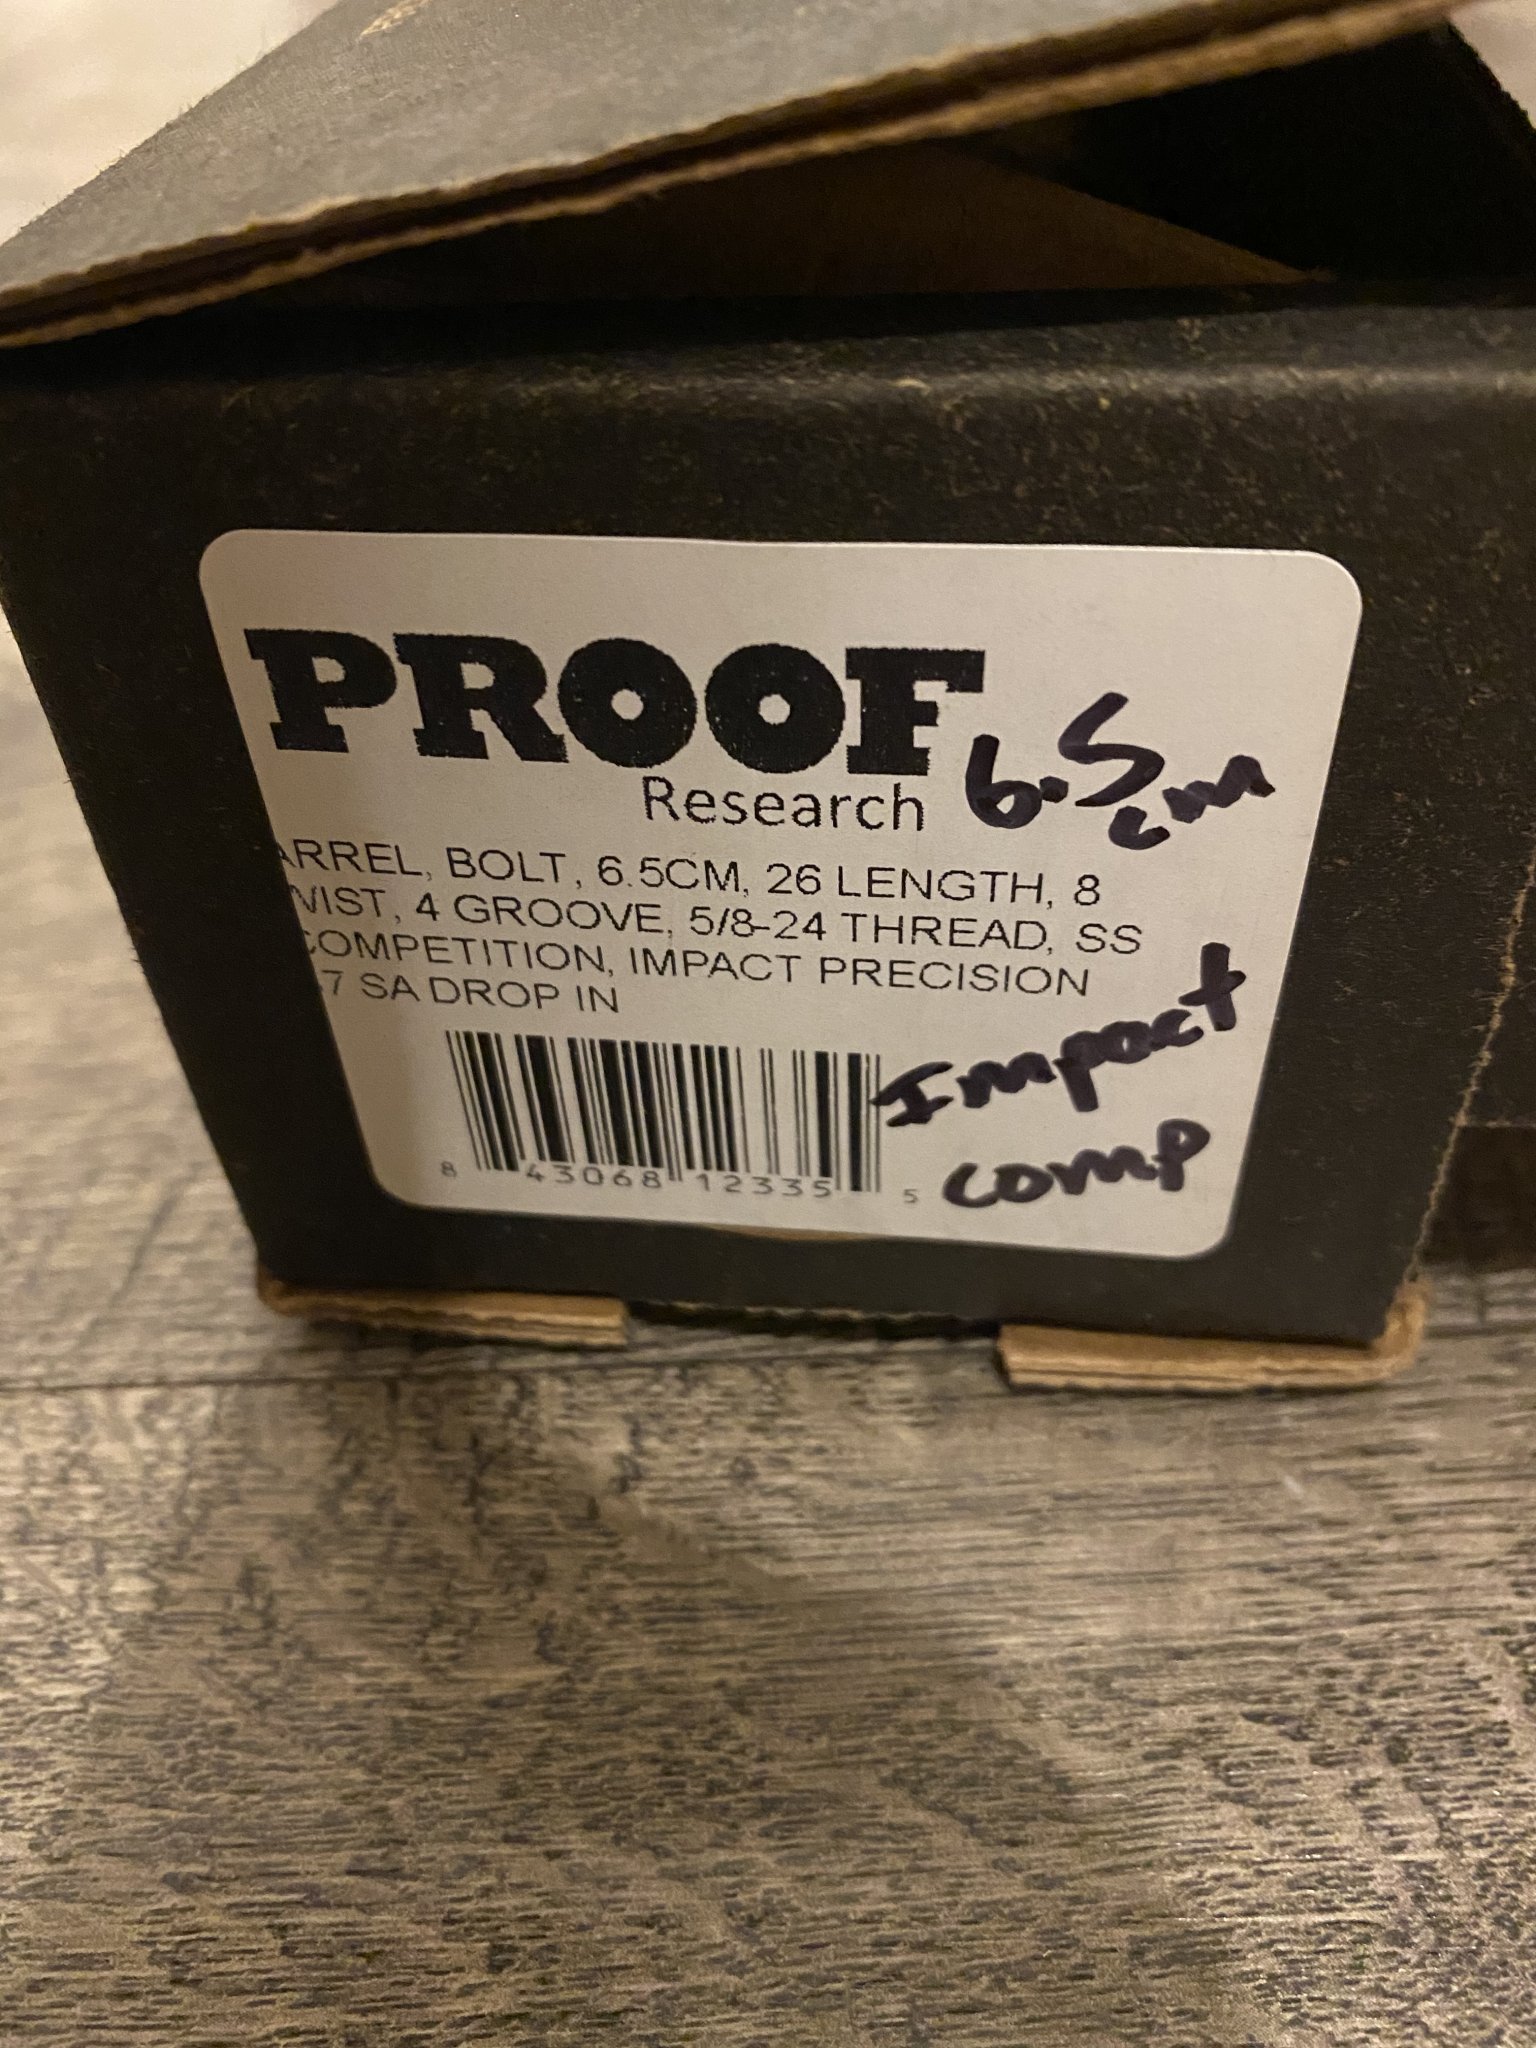 PROOF
Research
6.5
cm
ARREL, BOLT, 6.5CM, 26 LENGTH, 8
WIST, 4 GROOVE, 5/8-24 THREAD, SS
COMPETITION, IMPACT PRECISION
7 SA DROP IN
Impact
comp
8 43068 12335 5